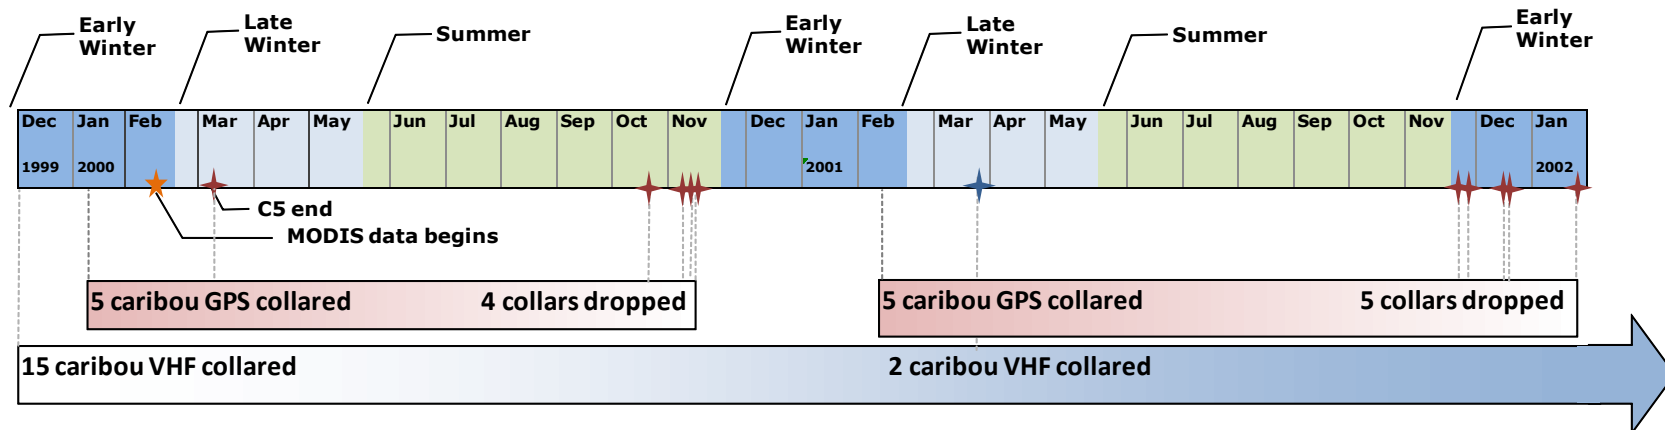 Early
Winter
Late
Winter
Summer
Early
Winter
Late
Winter
Summer
Early
Winter
Dec Jan Feb Mar Apr May Jun Jul Aug Sep Oct Nov Dec Jan Feb Mar Apr May Jun Jul Aug Sep Oct Nov Dec Jan
1999 2000 2001 2002
C5 end
MODIS data begins
5 caribou GPS collared 4 collars dropped 5 caribou GPS collared 5 collars dropped
15 caribou VHF collared 2 caribou VHF collared